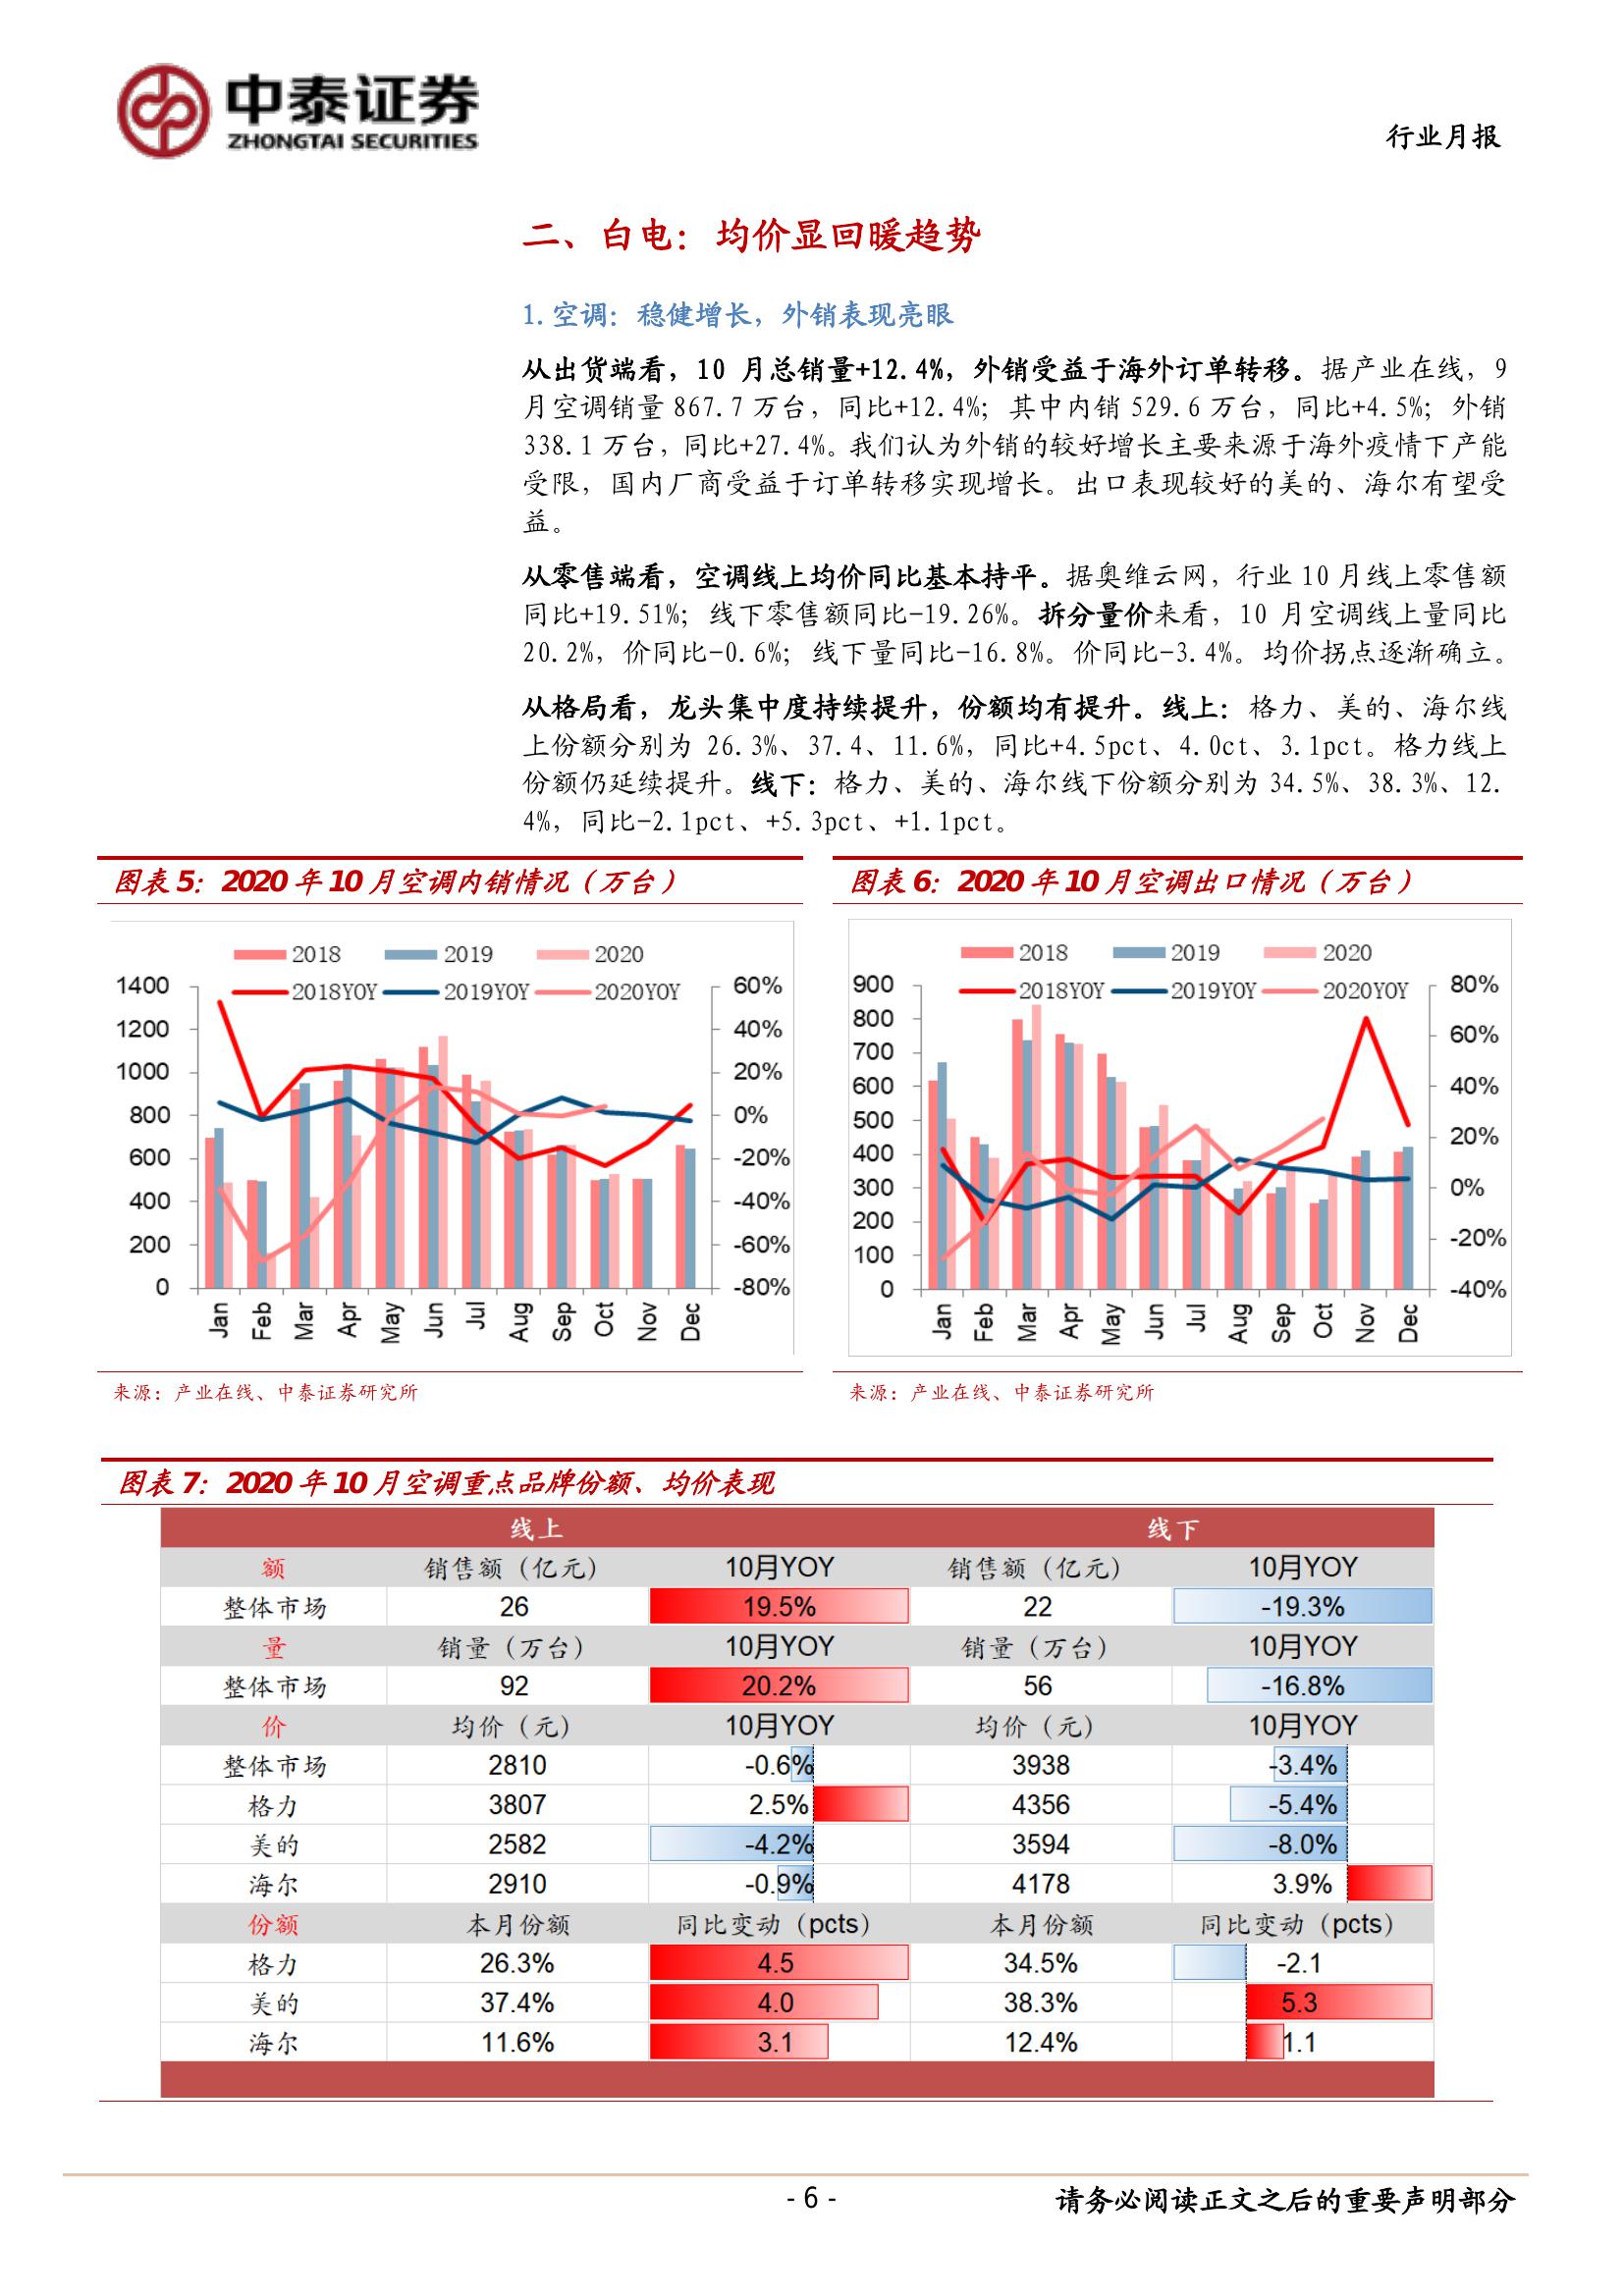 中泰证券
ZHONGTAI SECURITIES
行业月报
二、白电：均价显回暖趋势
1.空调：稳健增长，外销表现亮眼
从出货端看，10 月总销量+12.4%，外销受益于海外订单转移。据产业在线，9
月空调销量 867.7 万台，同比+12.4%；其中内销 529.6 万台，同比+4.5%；外销
338.1 万台，同比+27.4%。我们认为外销的较好增长主要来源于海外疫情下产能
受限，国内厂商受益于订单转移实现增长。出口表现较好的美的、海尔有望受
益。
从零售端看，空调线上均价同比基本持平。据奥维云网，行业 10 月线上零售额
同比+19.51%；线下零售额同比-19.26%。拆分量价来看，10 月空调线上量同比
20.2%，价同比-0.6%；线下量同比-16.8%。价同比-3.4%。均价拐点逐渐确立。
从格局看，龙头集中度持续提升，份额均有提升。线上：格力、美的、海尔线
上份额分别为 26.3%、37.4、11.6%，同比+4.5pct、4.0ct、3.1pct。格力线上
份额仍延续提升。线下：格力、美的、海尔线下份额分别为 34.5%、38.3%、12.
4%，同比-2.1pct、+5.3pct、+1.1pct。
图表 5：2020 年 10 月空调内销情况（万台）
2018 2019 2020
2018YOY 2019YOY 2020YOY
1400 60%
1200 40%
1000 20%
800 0%
600 -20%
400 -40%
200 -60%
0 -80%
Jan Feb Mar Apr May Jun Jul Aug Sep Oct Nov Dec
来源：产业在线、中泰证券研究所
图表 6：2020 年 10 月空调出口情况（万台）
2018 2019 2020
2018YOY 2019YOY 2020YOY
900 80%
800
700 60%
600 40%
500
400 20%
300 0%
200
100 -20%
0 -40%
Jan Feb Mar Apr May Jun Jul Aug Sep Oct Nov Dec
来源：产业在线、中泰证券研究所
图表 7：2020 年 10 月空调重点品牌份额、均价表现
线上 线下
额 销售额（亿元） 10月YOY 销售额（亿元） 10月YOY
整体市场 26 19.5% 22 -19.3%
量 销量（万台） 10月YOY 销量（万台） 10月YOY
整体市场 92 20.2% 56 -16.8%
价 均价（元） 10月YOY 均价（元） 10月YOY
整体市场 2810 -0.6% 3938 -3.4%
格力 3807 2.5% 4356 -5.4%
美的 2582 -4.2% 3594 -8.0%
海尔 2910 -0.9% 4178 3.9%
份额 本月份额 同比变动（pcts） 本月份额 同比变动（pcts）
格力 26.3% 4.5 34.5% -2.1
美的 37.4% 4.0 38.3% 5.3
海尔 11.6% 3.1 12.4% 1.1
- 6 -
请务必阅读正文之后的重要声明部分